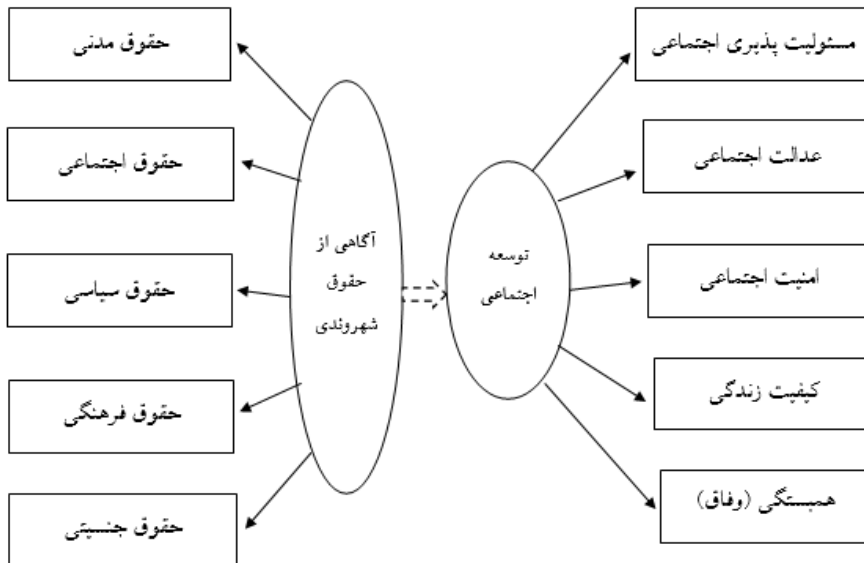 حقوق مدنی
حقوق اجتماعی
حقوق سیاسی
حقوق فرهنگی
حقوق جنسیتی
آگاهی از
حقوق
شهروندی
توسعه
اجتماعی
مسئولیت پذیری اجتماعی
عدالت اجتماعی
امنیت اجتماعی
کیفیت زندگی
همبستگی (وفاق)